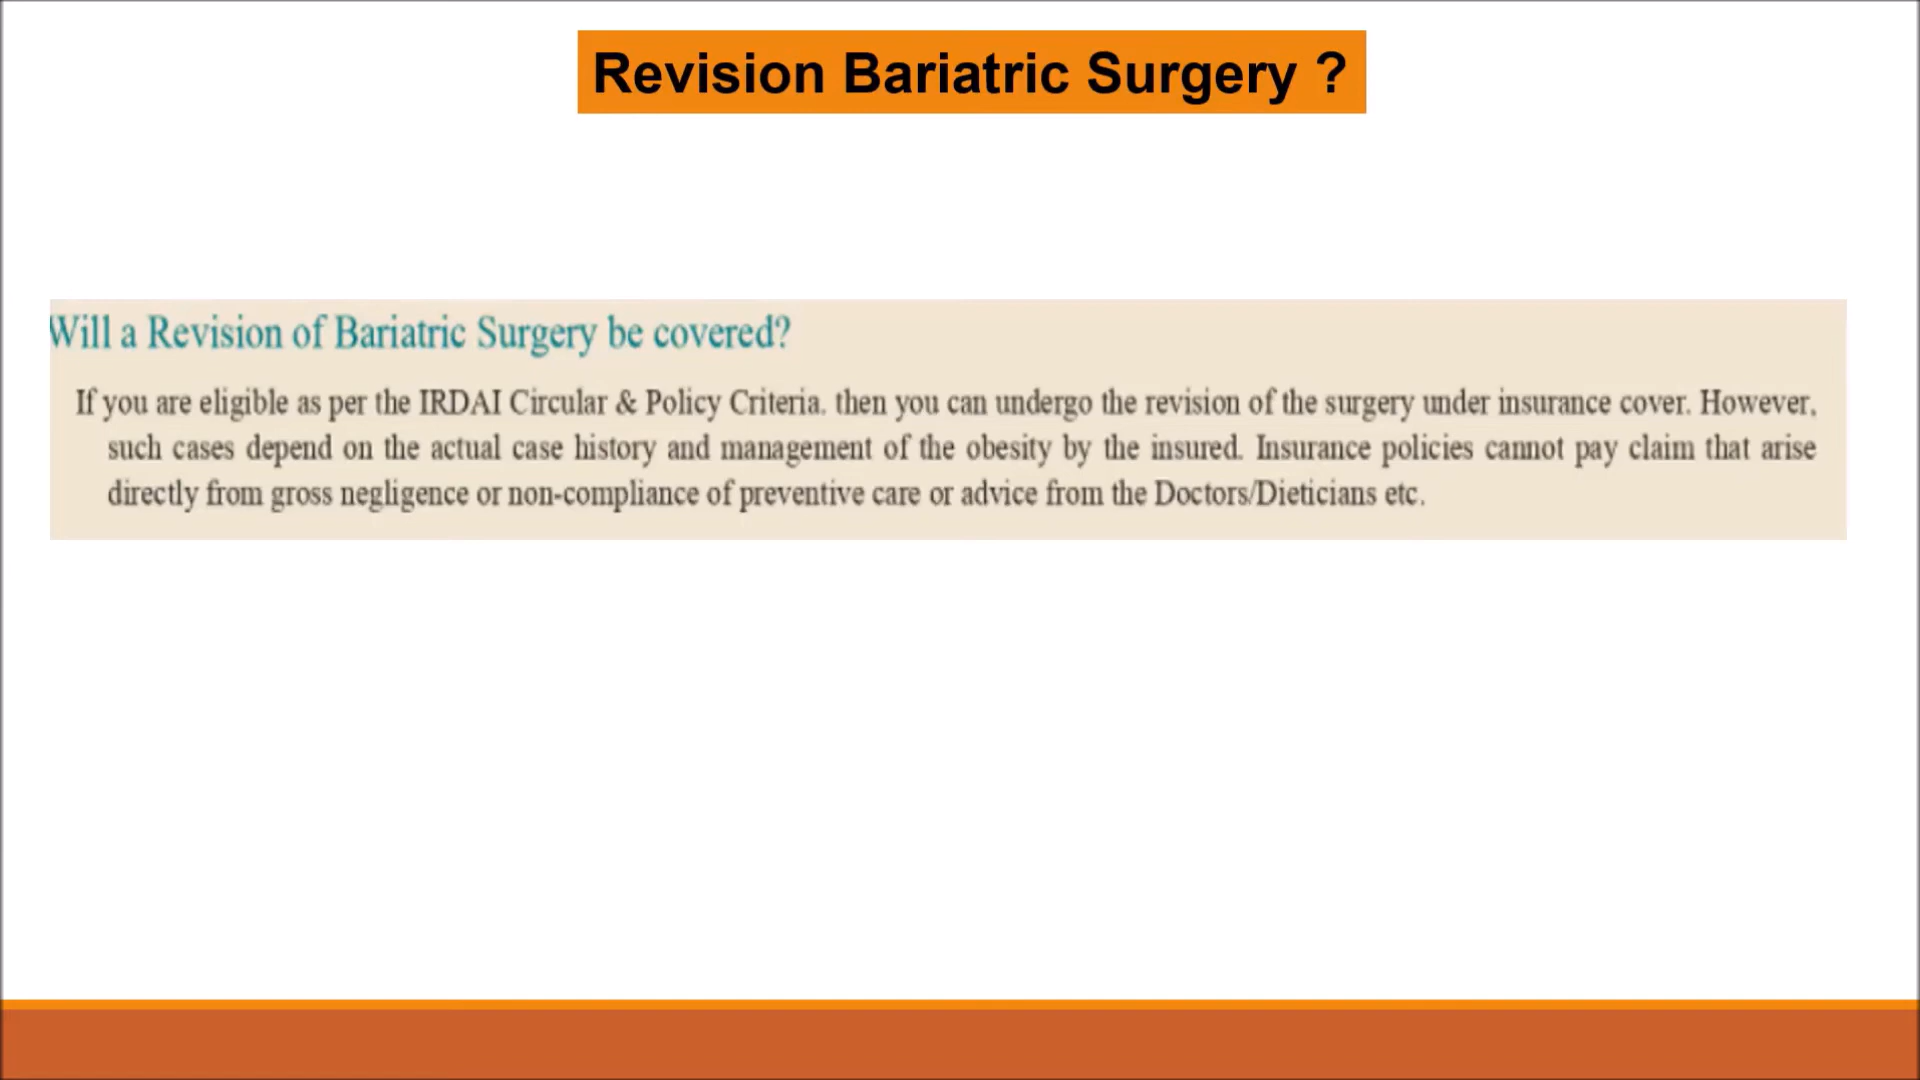 Revision Bariatric Surgery ?
Will a Revision of Bariatric Surgery be covered?
If you are eligible as per the IRDAI Circular & Policy Criteria. then you can undergo the revision of the surgery under insurance cover. However,
such cases depend on the actual case history and management of the obesity by the insured. Insurance policies cannot pay claim that arise
directly from gross negligence or non-compliance of preventive care or advice from the Doctors/Dieticians etc.